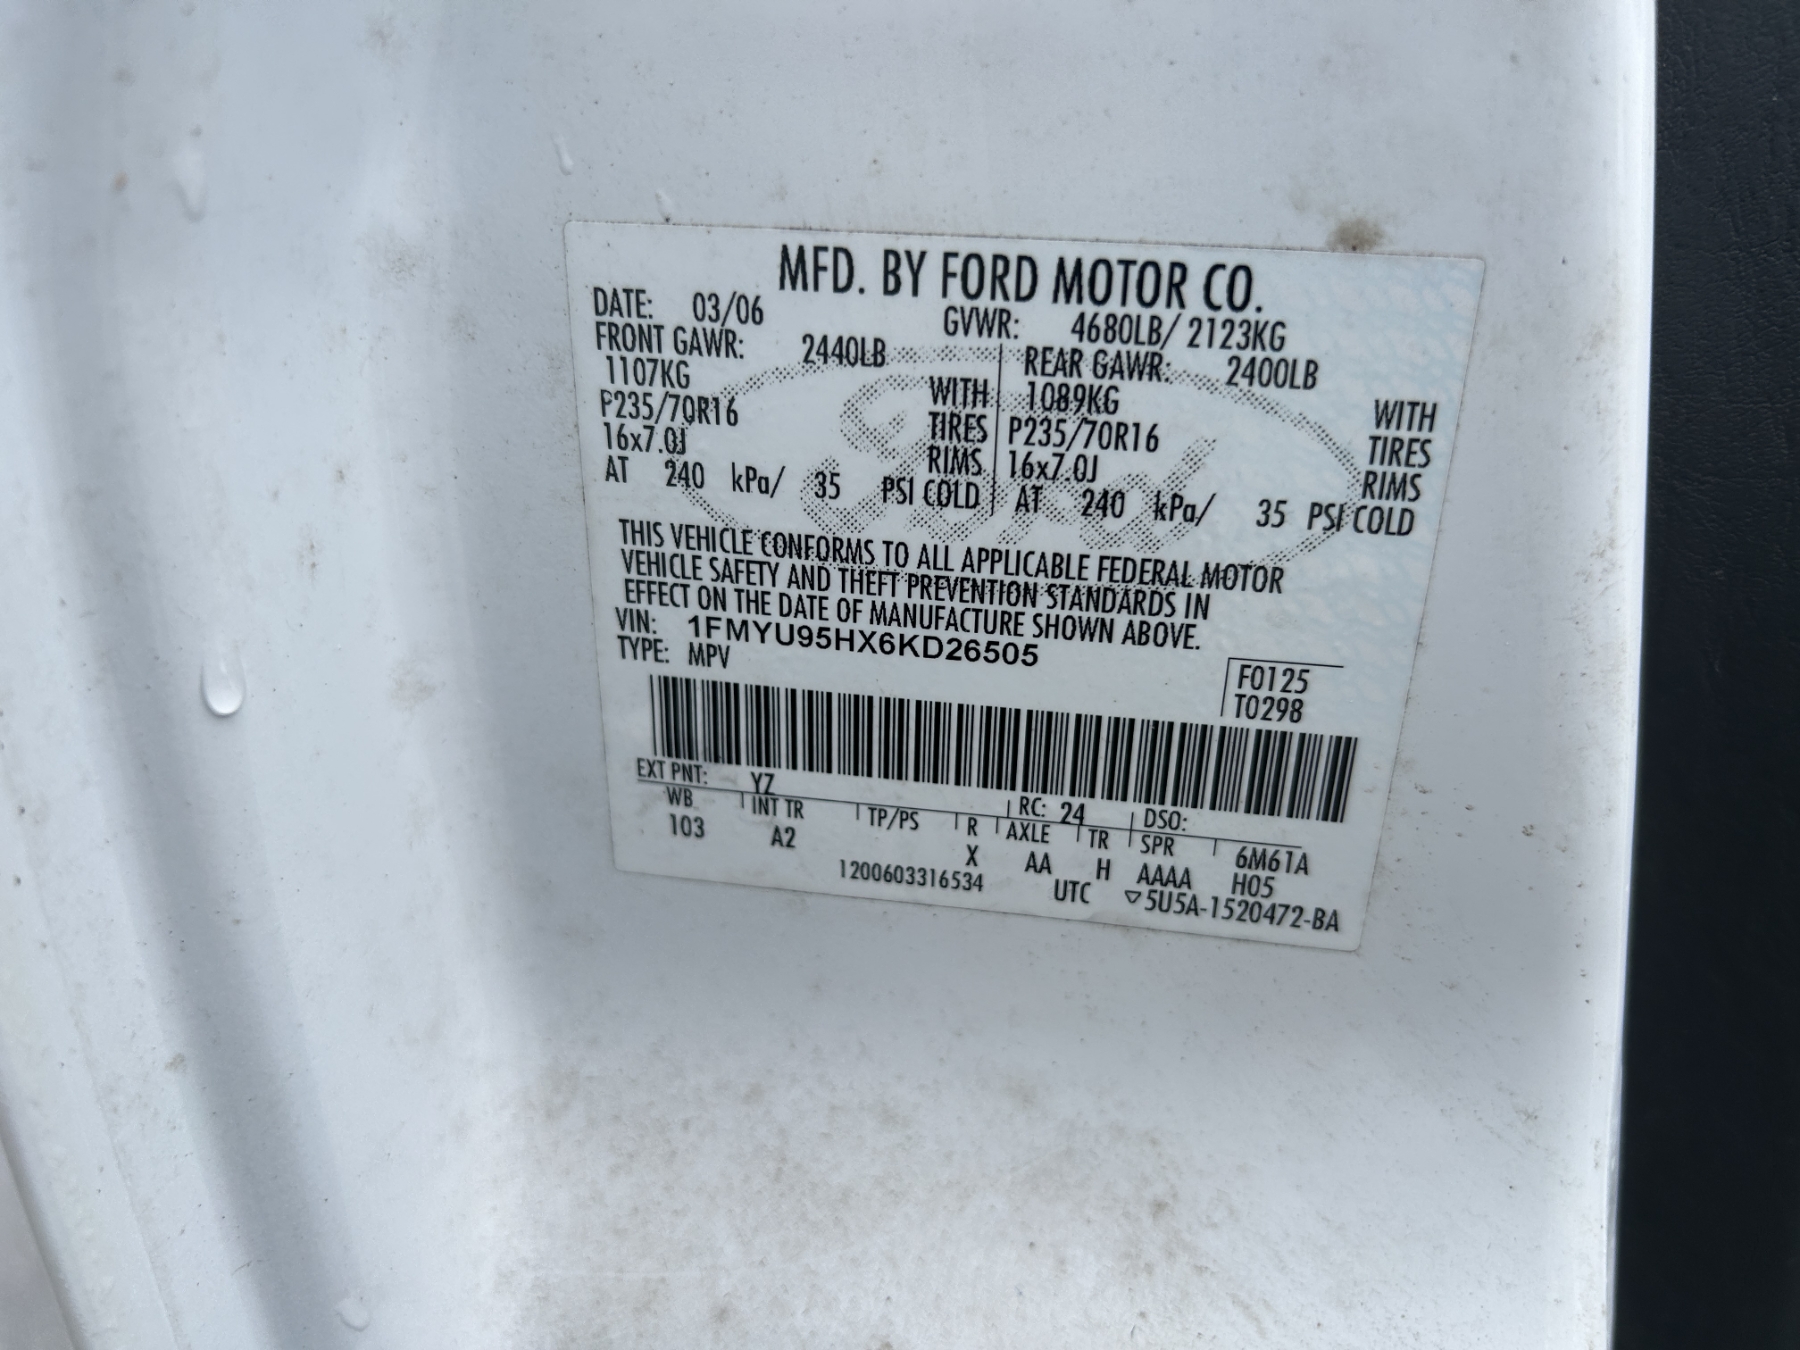 MFD. BY FORD MOTOR CO.
DATE: 03/06 GVWR: 4680LB/ 2123KG
FRONT GAWR: 2440LB REAR GAWR: 2400LB
1107KG WITH 1089KG WITH
P235/70R16 TIRES P235/70R16 TIRES
16x7.0J RIMS 16x7.0J RIMS
AT 240 kPa/ 35 PSI COLD AT 240 kPa/ 35 PSI COLD
Ford
THIS VEHICLE CONFORMS TO ALL APPLICABLE FEDERAL MOTOR
VEHICLE SAFETY AND THEFT PREVENTION STANDARDS IN
EFFECT ON THE DATE OF MANUFACTURE SHOWN ABOVE.
VIN: 1FMYU95HX6KD26505
TYPE: MPV
F0125
T0298
EXT PNT: YZ RC: 24 DSO:
WB INT TR TP/PS R AXLE TR SPR 6M61A
103 A2 X AA H AAAA H05
1200603316534 UTC ▽5U5A-1520472-BA